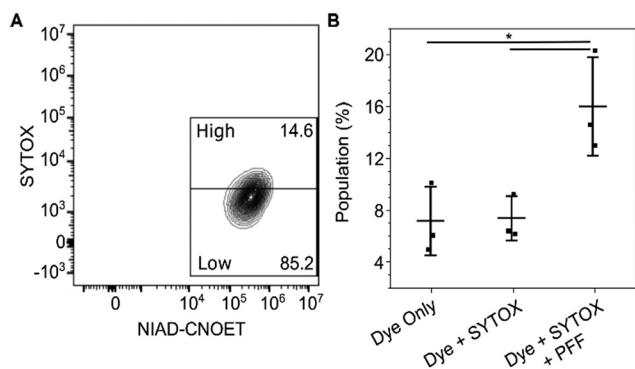 A
SYTOX
10⁷
10⁶
10⁵
10⁴
10³
0
-10³
High 14.6
Low 85.2
0 10⁴ 10⁵ 10⁶ 10⁷
NIAD-CNOET
B
Population (%)
20
16
12
8
4
*
Dye Only
Dye + SYTOX
Dye + SYTOX
+ PFF